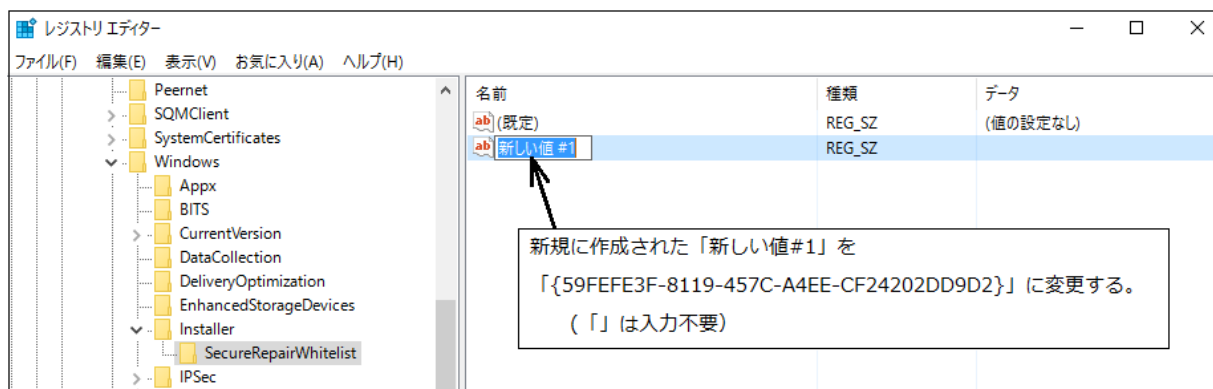 レジストリ エディター
ファイル(F) 編集(E) 表示(V) お気に入り(A) ヘルプ(H)
Peernet
SQMClient
SystemCertificates
Windows
Appx
BITS
CurrentVersion
DataCollection
DeliveryOptimization
EnhancedStorageDevices
Installer
SecureRepairWhitelist
IPSec
名前 種類 データ
ab (既定) REG_SZ (値の設定なし)
ab 新しい値 #1 REG_SZ
新規に作成された「新しい値#1」を
「{59FEFE3F-8119-457C-A4EE-CF24202DD9D2}」に変更する。
(「」は入力不要)